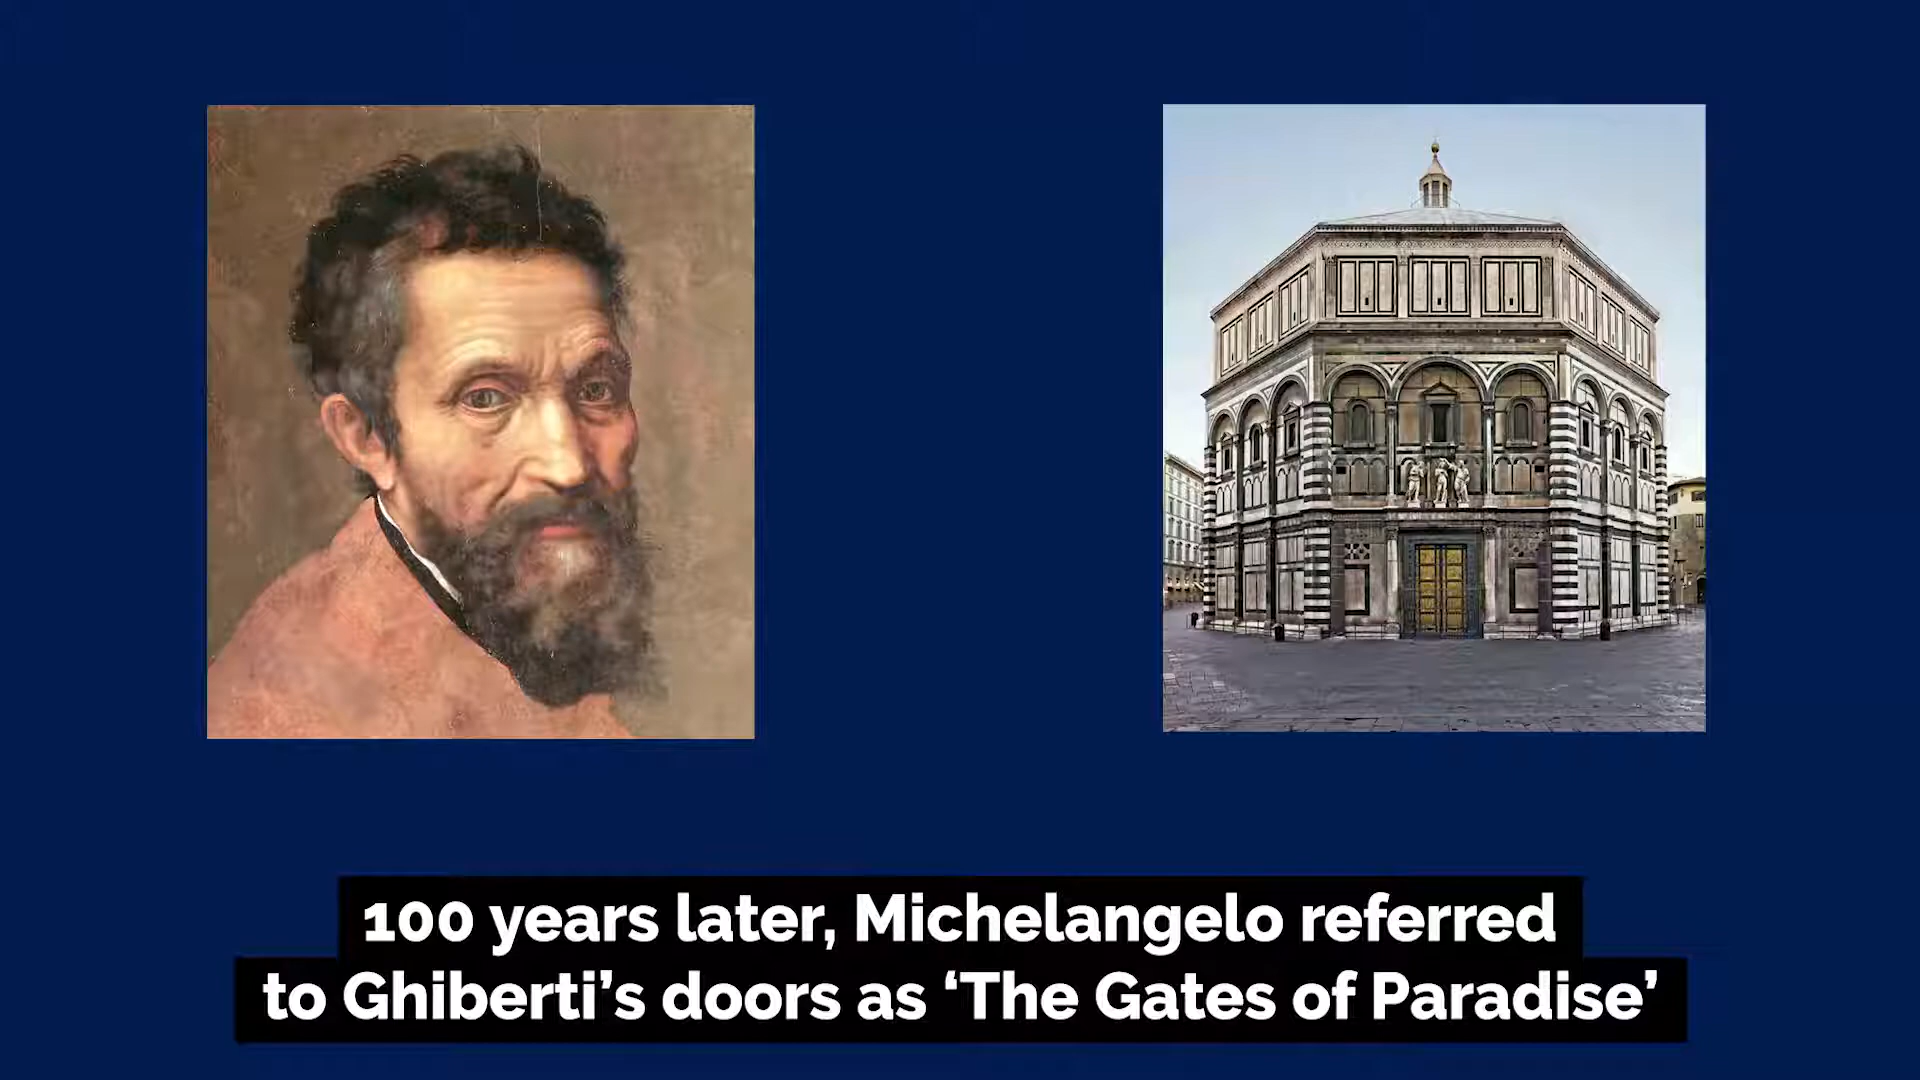 100 years later, Michelangelo referred
to Ghiberti’s doors as ‘The Gates of Paradise’